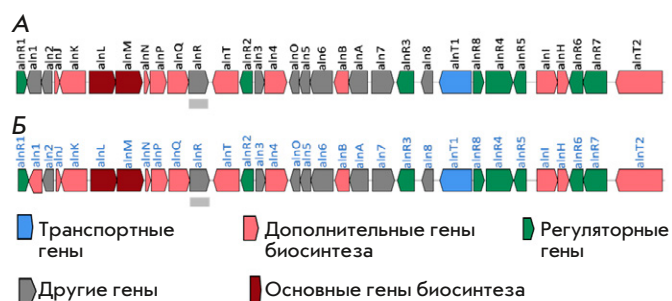 А
alnR1 aln1 aln2 alnJ alnK alnL alnM alnN alnP alnQ alnR alnT alnR2 aln3 aln4 alnO aln5 aln6 alnB alnA aln7 alnR3 aln8 alnT1 alnR8 alnR4 alnR5 alnI alnH alnR6 alnR7 alnT2
Б
alnR1 aln1 aln2 alnJ alnK alnL alnM alnN alnP alnQ alnR alnT alnR2 aln3 aln4 alnO aln5 aln6 alnB alnA aln7 alnR3 aln8 alnT1 alnR8 alnR4 alnR5 alnI alnH alnR6 alnR7 alnT2
Транспортные Дополнительные гены Регуляторные
гены биосинтеза гены
Другие гены Основные гены биосинтеза